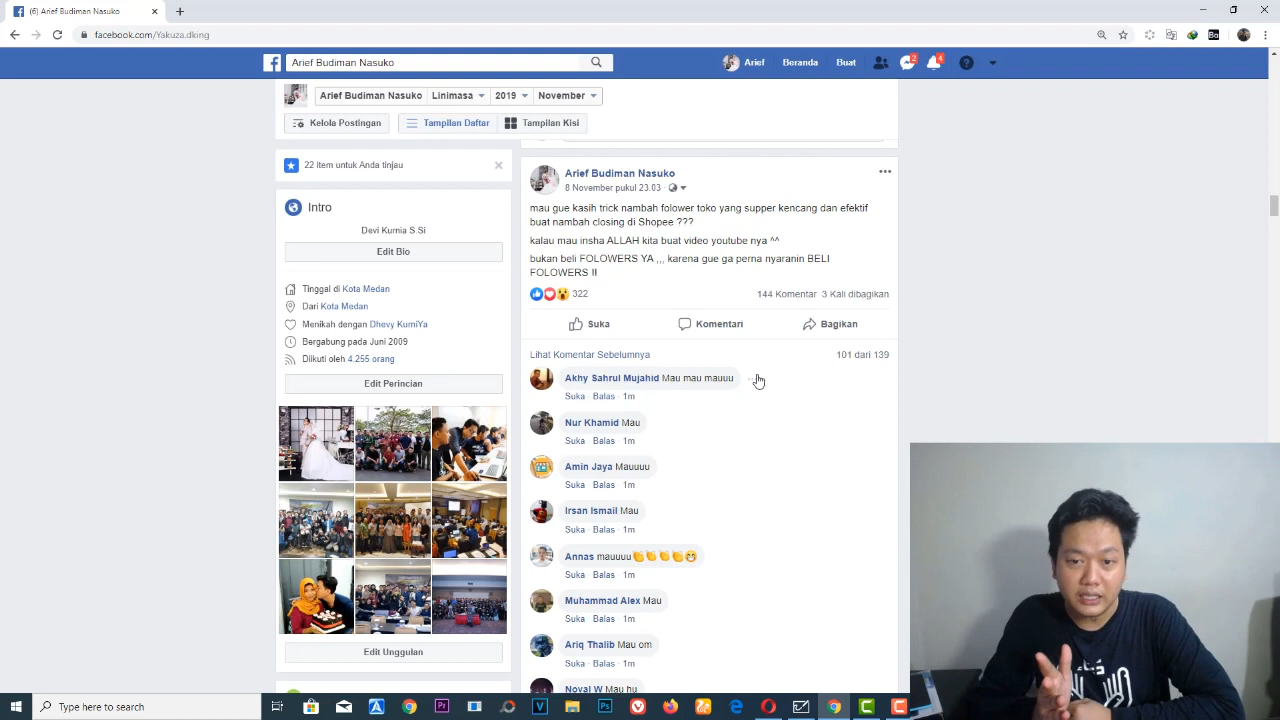 (6) Arief Budiman Nasuko
facebook.com/Yakuza.dking
Arief Budiman Nasuko
Arief
Beranda
Buat
2
4
Arief Budiman Nasuko
Linimasa
2019
November
Kelola Postingan
Tampilan Daftar
Tampilan Kisi
22 Item untuk Anda tinjau
Intro
Devi Kurnia S.Si
Edit Bio
Tinggal di Kota Medan
Dari Kota Medan
Menikah dengan Dhevy KurniYa
Bergabung pada Juni 2009
Diikuti oleh 4.255 orang
Edit Perincian
Edit Unggulan
Arief Budiman Nasuko
8 November pukul 23.03
mau gue kasih trick nambah folower toko yang supper kencang dan efektif
buat nambah closing di Shopee ???
kalau mau insha ALLAH kita buat video youtube nya ^^
bukan beli FOLOWERS YA ,,, karena gue ga perna nyaranin BELI
FOLOWERS !!
322
144 Komentar 3 Kali dibagikan
Suka
Komentari
Bagikan
Lihat Komentar Sebelumnya
101 dari 139
Akhy Sahrul Mujahid Mau mau mauuu
Suka · Balas · 1m
Nur Khamid Mau
Suka · Balas · 1m
Amin Jaya Mauuuu
Suka · Balas · 1m
Irsan Ismail Mau
Suka · Balas · 1m
Annas mauuuu👏👏👏👏😁
Suka · Balas · 1m
Muhammad Alex Mau
Suka · Balas · 1m
Ariq Thalib Mau om
Suka · Balas · 1m
Noval W Mau hu
Type here to search